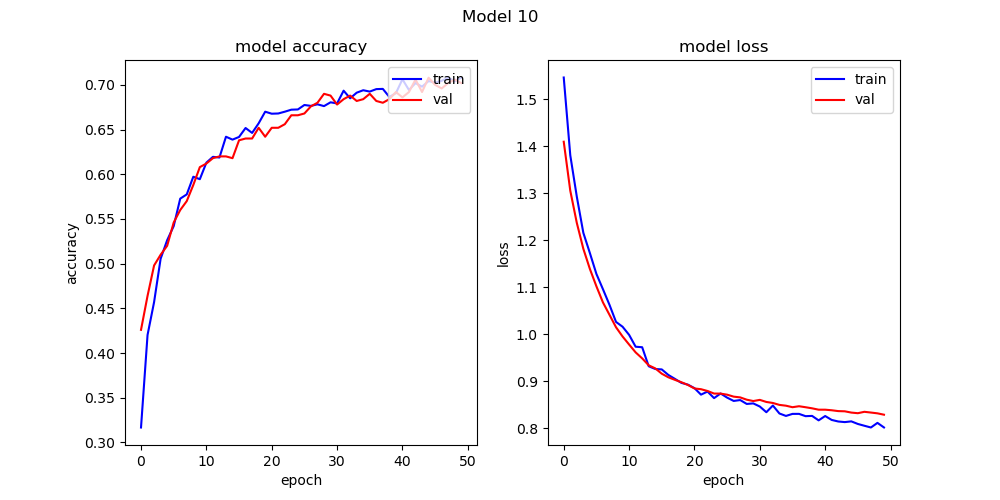 Model 10
model accuracy
accuracy
0.70
0.65
0.60
0.55
0.50
0.45
0.40
0.35
0.30
0 10 20 30 40 50
epoch
train
val
model loss
loss
1.5
1.4
1.3
1.2
1.1
1.0
0.9
0.8
0 10 20 30 40 50
epoch
train
val